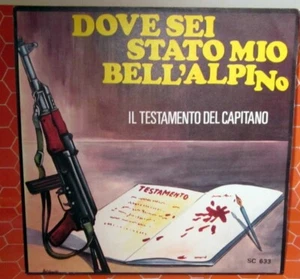 DOVE SEI
STATO MIO
BELL'ALPINo
IL TESTAMENTO DEL CAPITANO
TESTAMENTO
SC 833